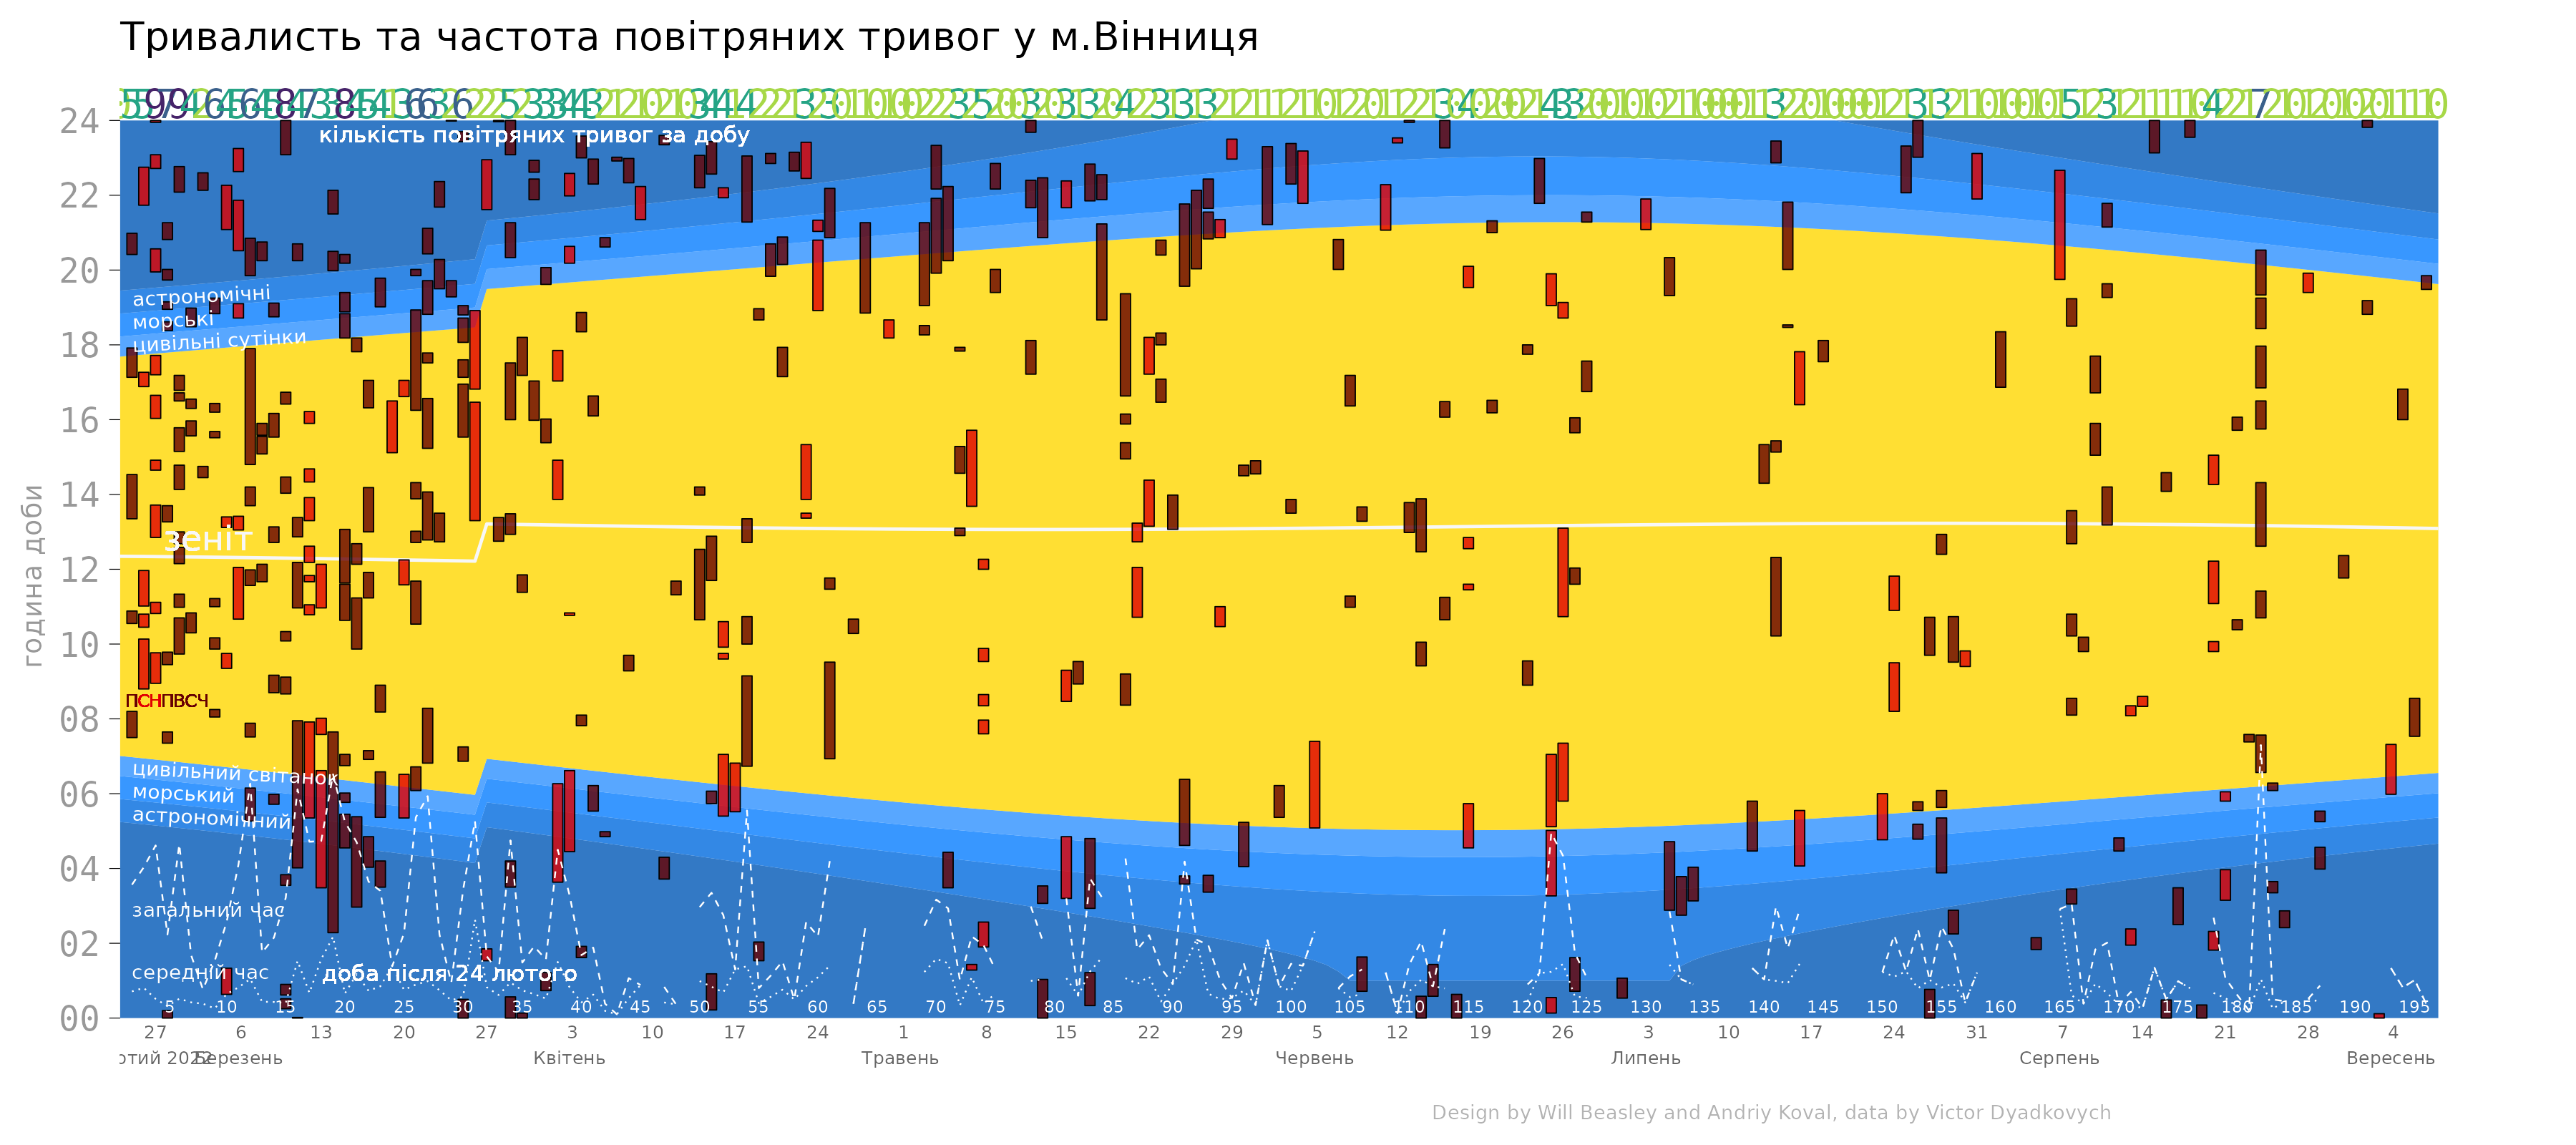 Тривалисть та частота повітряних тривог у м.Вінниця
кількість повітряних тривог за добу
24
22
20
18
16
14
12
10
08
06
04
02
00
година доби
астрономічні
морські
цивільні сутінки
зеніт
ПСНПВСЧ
цивільний світанок
морський
астрономічний
загальний час
середній час
доба після 24 лютого
5 10 15 20 25 30 35 40 45 50 55 60 65 70 75 80 85 90 95 100 105 110 115 120 125 130 135 140 145 150 155 160 165 170 175 180 185 190 195
27 6 13 20 27 3 10 17 24 1 8 15 22 29 5 12 19 26 3 10 17 24 31 7 14 21 28 4
2022 Березень Квітень Травень Червень Липень Серпень Вересень
Design by Will Beasley and Andriy Koval, data by Victor Dyadkovych